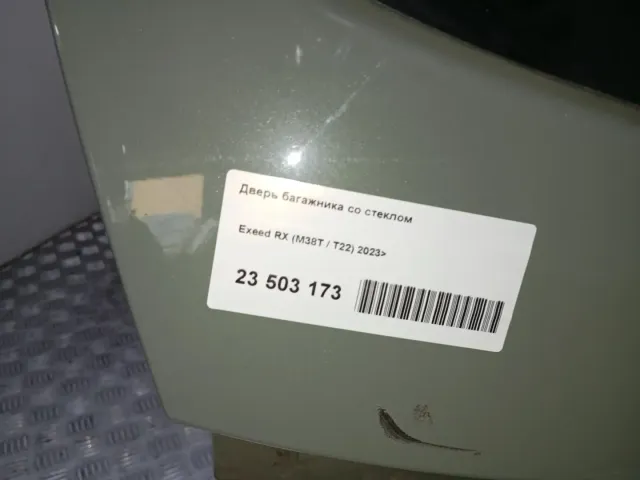 Дверь багажника со стеклом
Exeed RX (M38T / T22) 2023>
23 503 173